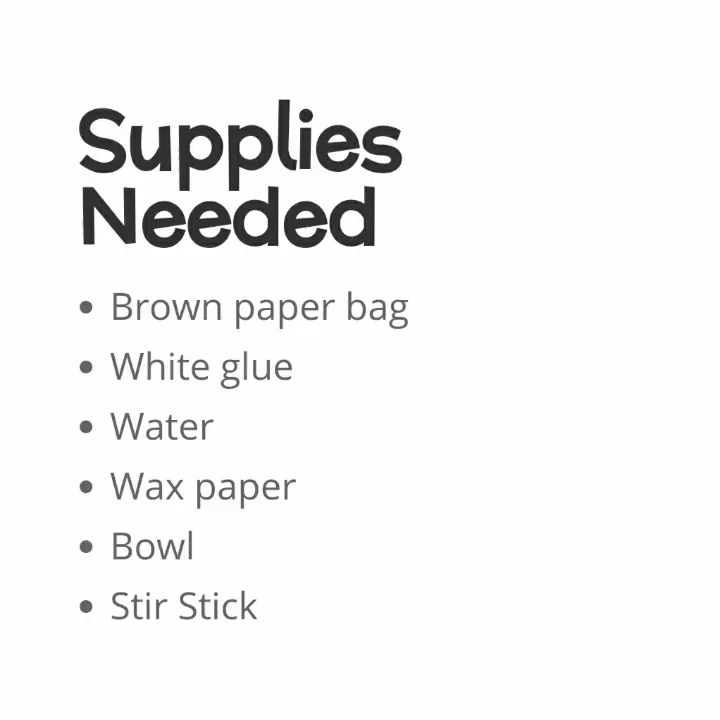 Supplies
Needed
• Brown paper bag
• White glue
• Water
• Wax paper
• Bowl
• Stir Stick